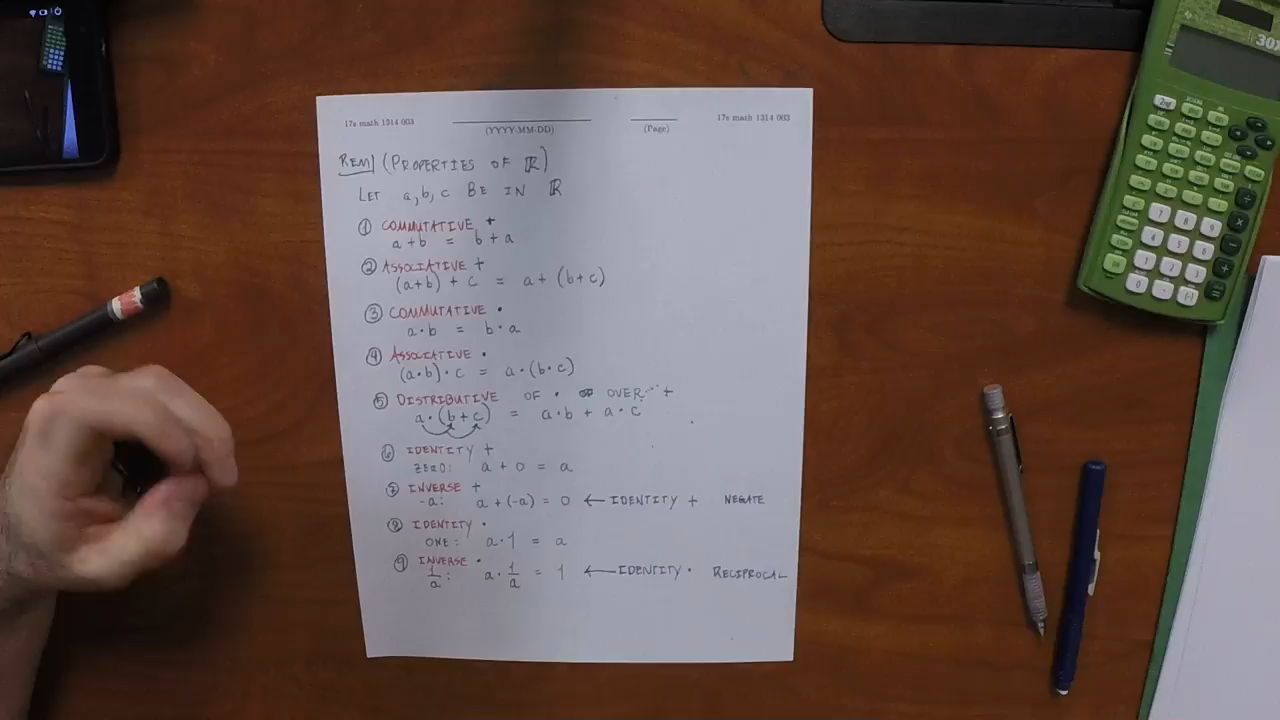 17s math 1314 003 (YYYY-MM-DD) (Page) 17s math 1314 003
REM (PROPERTIES OF ℝ)
LET a, b, c BE IN ℝ
① COMMUTATIVE +
a + b = b + a
② ASSOCIATIVE +
(a+b) + c = a + (b+c)
③ COMMUTATIVE •
a • b = b • a
④ ASSOCIATIVE •
(a•b) • c = a • (b•c)
⑤ DISTRIBUTIVE OF • OVER +
a • (b + c) = a • b + a • c
⑥ IDENTITY +
ZERO: a + 0 = a
⑦ INVERSE +
-a: a + (-a) = 0 ← IDENTITY + NEGATE
⑧ IDENTITY •
ONE: a • 1 = a
⑨ INVERSE •
1/a: a • 1/a = 1 ← IDENTITY • RECIPROCAL